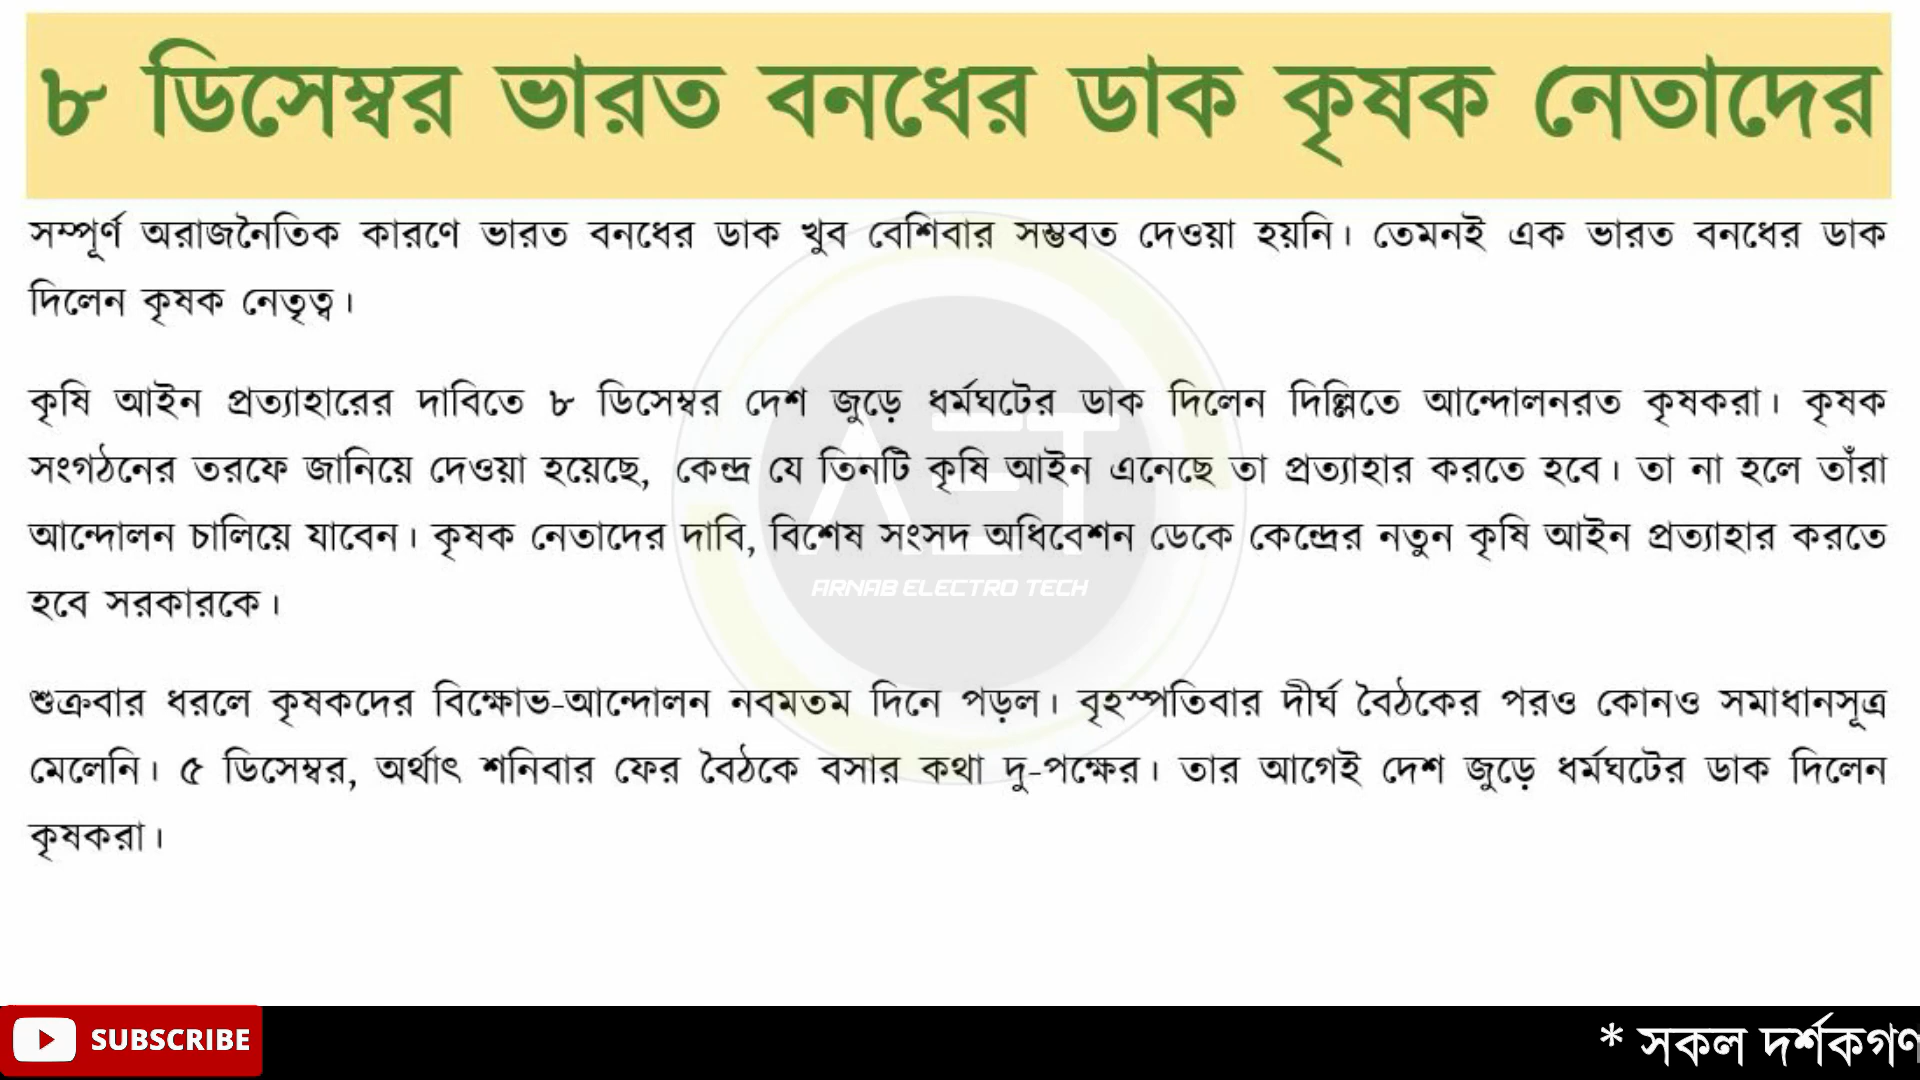 ৮ ডিসেম্বর ভারত বনধের ডাক কৃষক নেতাদের
সম্পূর্ণ অরাজনৈতিক কারণে ভারত বনধের ডাক খুব বেশিবার সম্ভবত দেওয়া হয়নি। তেমনই এক ভারত বনধের ডাক
দিলেন কৃষক নেতৃত্ব।
কৃষি আইন প্রত্যাহারের দাবিতে ৮ ডিসেম্বর দেশ জুড়ে ধর্মঘটের ডাক দিলেন দিল্লিতে আন্দোলনরত কৃষকরা। কৃষক
সংগঠনের তরফে জানিয়ে দেওয়া হয়েছে, কেন্দ্র যে তিনটি কৃষি আইন এনেছে তা প্রত্যাহার করতে হবে। তা না হলে তাঁরা
আন্দোলন চালিয়ে যাবেন। কৃষক নেতাদের দাবি, বিশেষ সংসদ অধিবেশন ডেকে কেন্দ্রের নতুন কৃষি আইন প্রত্যাহার করতে
হবে সরকারকে।
AET
ARNAB ELECTRO TECH
শুক্রবার ধরলে কৃষকদের বিক্ষোভ-আন্দোলন নবমতম দিনে পড়ল। বৃহস্পতিবার দীর্ঘ বৈঠকের পরও কোনও সমাধানসূত্র
মেলেনি। ৫ ডিসেম্বর, অর্থাৎ শনিবার ফের বৈঠকে বসার কথা দু-পক্ষের। তার আগেই দেশ জুড়ে ধর্মঘটের ডাক দিলেন
কৃষকরা।
SUBSCRIBE
* সকল দর্শকগণ